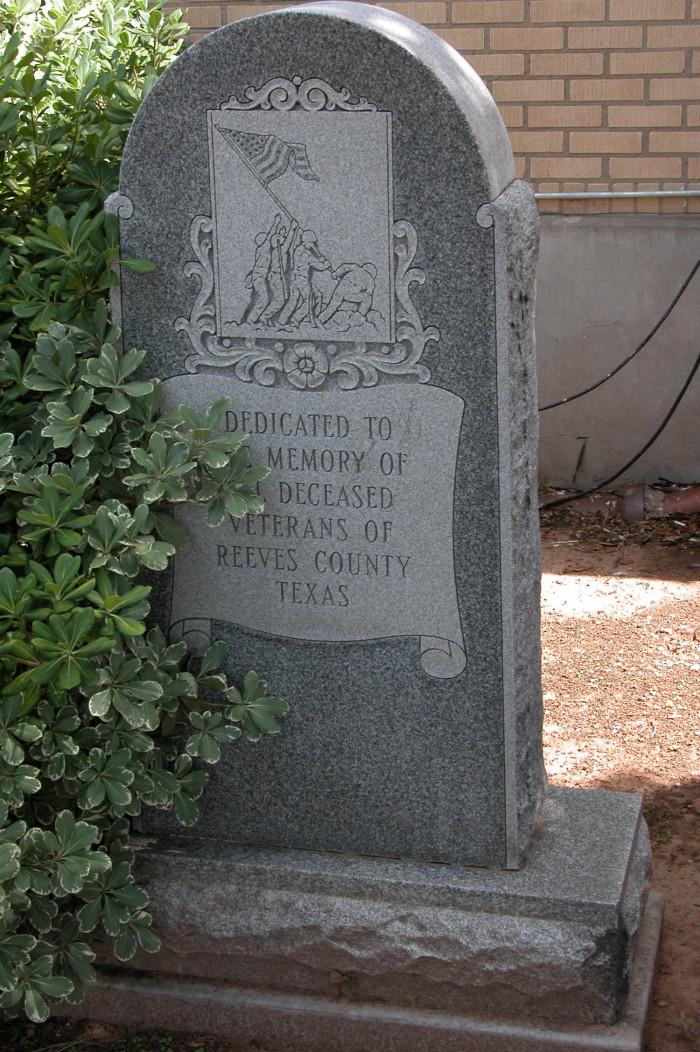 DEDICATED TO
MEMORY OF
DECEASED
VETERANS OF
REEVES COUNTY
TEXAS